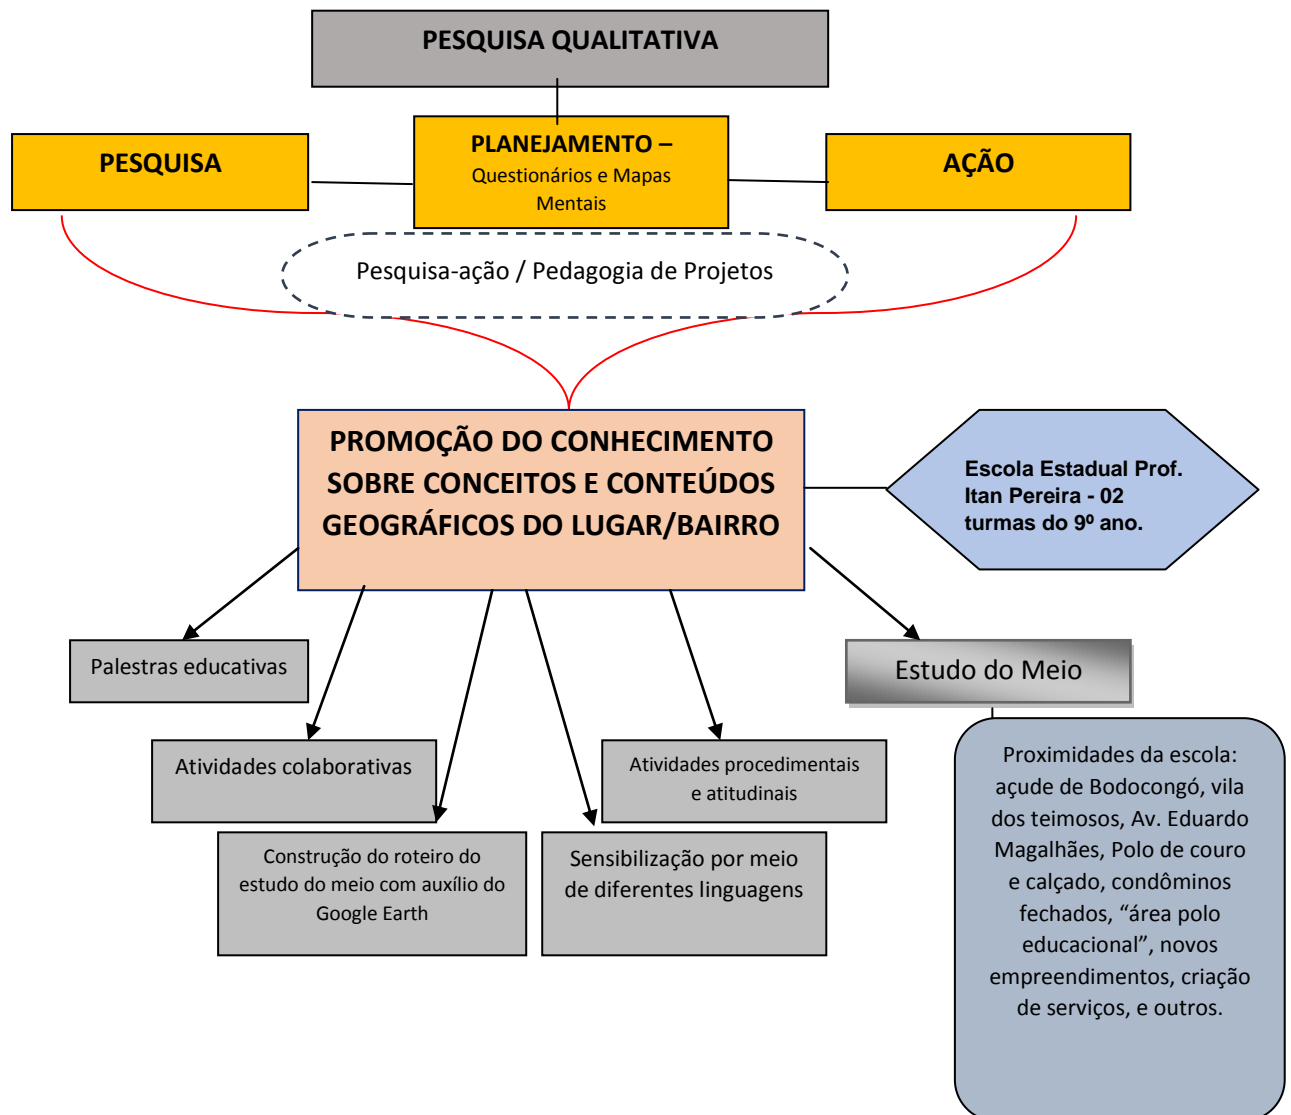 PESQUISA QUALITATIVA
PESQUISA
PLANEJAMENTO –
Questionários e Mapas
Mentais
AÇÃO
Pesquisa-ação / Pedagogia de Projetos
PROMOÇÃO DO CONHECIMENTO
SOBRE CONCEITOS E CONTEÚDOS
GEOGRÁFICOS DO LUGAR/BAIRRO
Escola Estadual Prof.
Itan Pereira - 02
turmas do 9º ano.
Palestras educativas
Estudo do Meio
Atividades colaborativas
Atividades procedimentais
e atitudinais
Construção do roteiro do
estudo do meio com auxílio do
Google Earth
Sensibilização por meio
de diferentes linguagens
Proximidades da escola:
açude de Bodocongó, vila
dos teimosos, Av. Eduardo
Magalhães, Polo de couro
e calçado, condôminos
fechados, “área polo
educacional”, novos
empreendimentos, criação
de serviços, e outros.